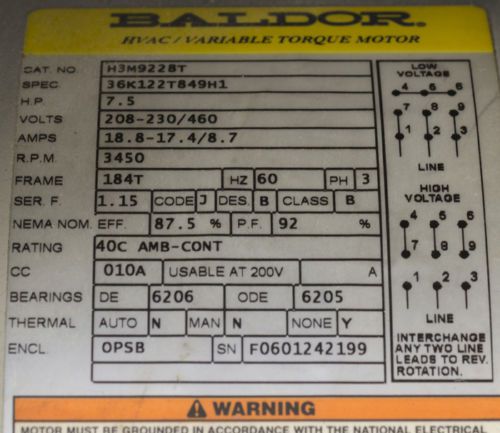 BALDOR®
HVAC / VARIABLE TORQUE MOTOR
CAT. NO. H3M9228T
SPEC 36K122T849H1
H.P. 7.5
VOLTS 208-230/460
AMPS 18.8-17.4/8.7
R.P.M. 3450
FRAME 184T HZ 60 PH 3
SER. F. 1.15 CODE J DES. B CLASS B
NEMA NOM. EFF. 87.5 % P.F. 92 %
RATING 40C AMB-CONT
CC 010A USABLE AT 200V A
BEARINGS DE 6206 ODE 6205
THERMAL AUTO N MAN N NONE Y
ENCL. OPSB SN F0601242199
LOW
VOLTAGE
4 5 6
7 8 9
1 2 3
LINE
HIGH
VOLTAGE
4 5 6
7 8 9
1 2 3
LINE
INTERCHANGE
ANY TWO LINE
LEADS TO REV.
ROTATION.
WARNING
MOTOR MUST BE GROUNDED IN ACCORDANCE WITH THE NATIONAL ELECTRICAL